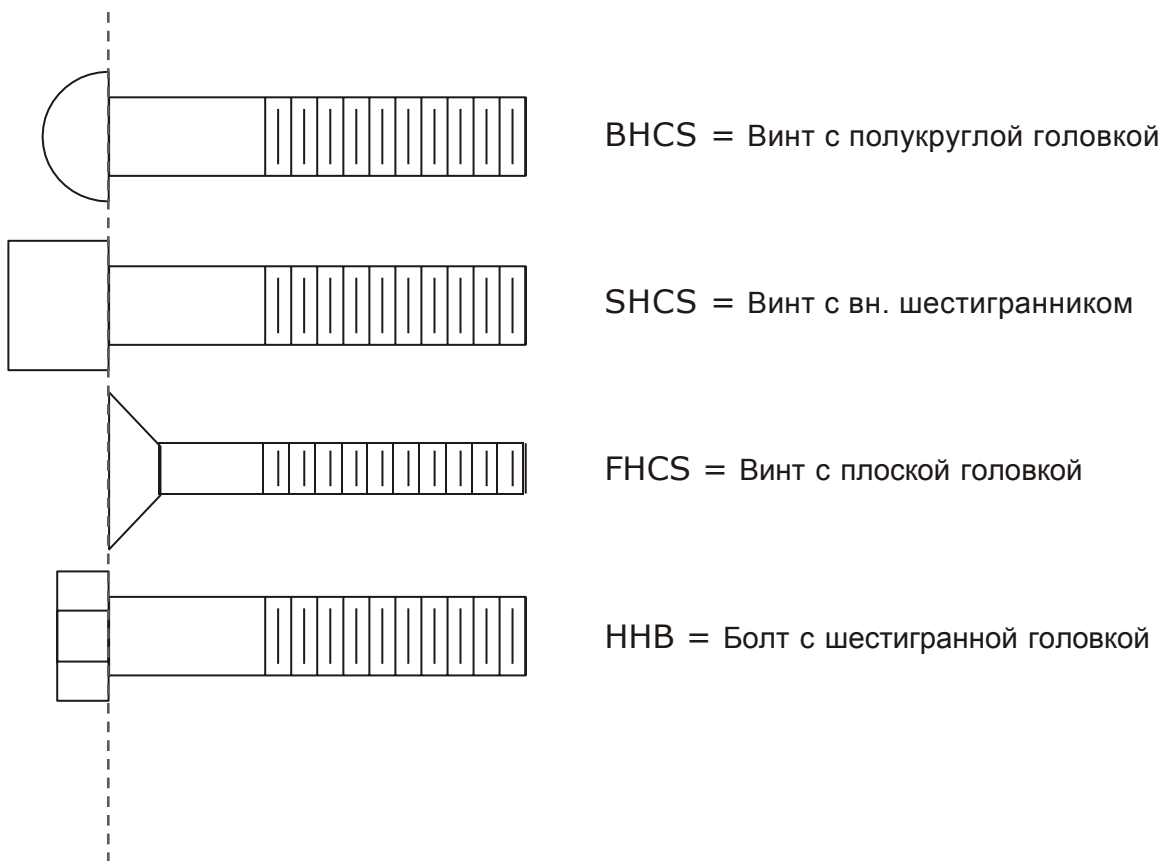 BHCS = Винт с полукруглой головкой
SHCS = Винт с вн. шестигранником
FHCS = Винт с плоской головкой
HHB = Болт с шестигранной головкой